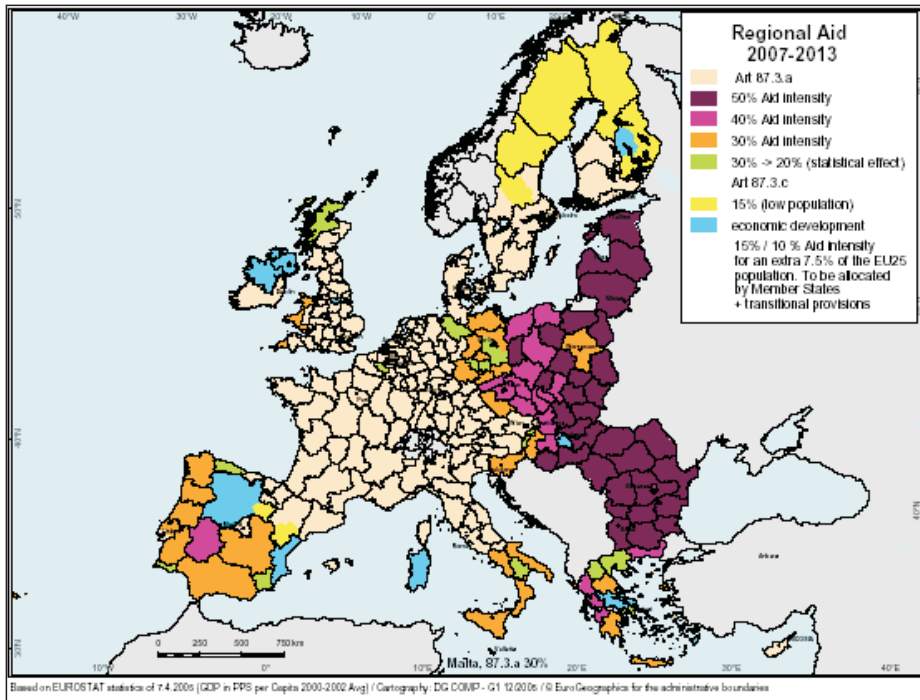 40°W
30°W
20°W
10°W
0°
10°E
20°E
30°E
40°E
Regional Aid
2007-2013
Art 87.3.a
50% Aid intensity
40% Aid intensity
30% Aid intensity
30% -> 20% (statistical effect)
Art 87.3.c
15% (low population)
economic development
15% / 10 % Aid intensity
for an extra 7.5% of the EU25
population. To be allocated
by Member States
+ transitional provisions
50°N
40°N
40°N
30°N
Ankara
0 250 500 750 km
Malta, 87.3.a 30%
10°W
0°
10°E
20°E
30°E
Based on EUROSTAT statistics of 7.4.2005 (GDP in PPS per Capita 2000-2002 Avg) / Cartography: DG COMP - G1 12/2005 / © EuroGeographics for the administrative boundaries